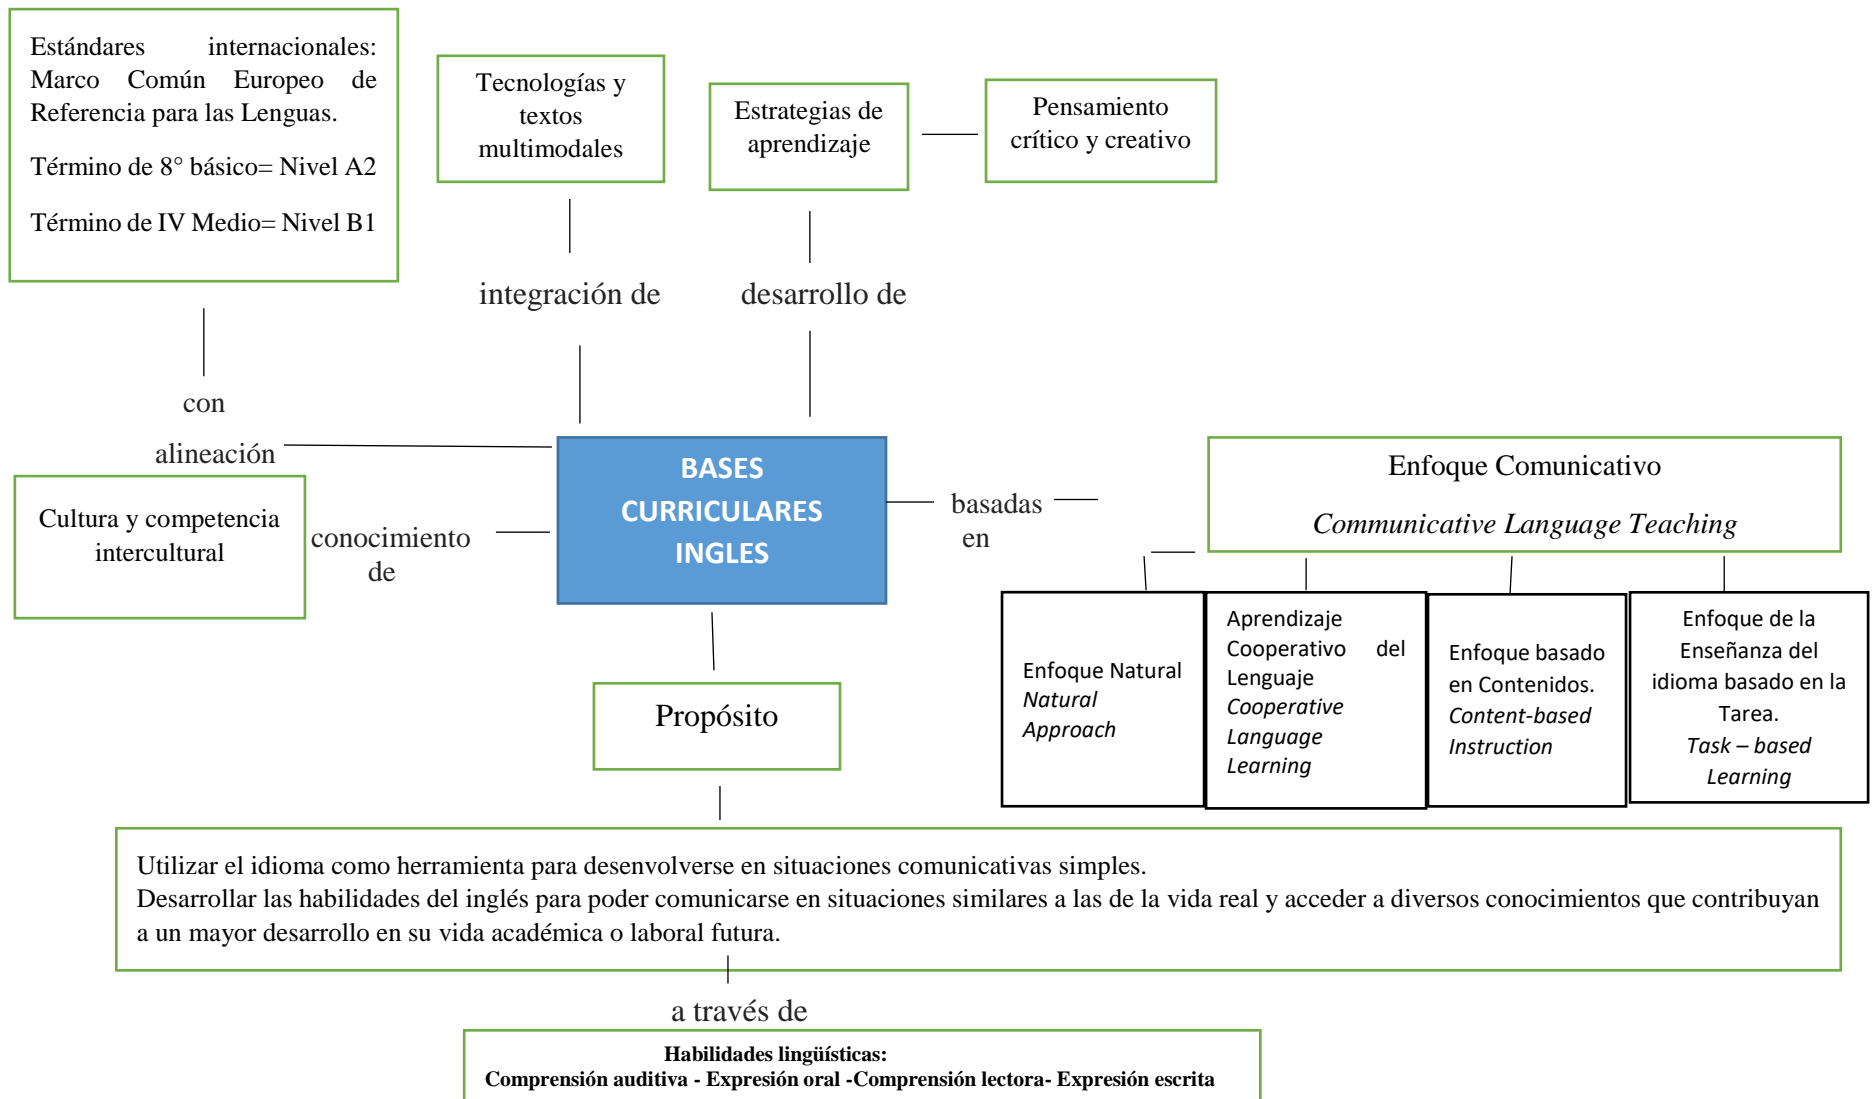 Estándares internacionales:
Marco Común Europeo de
Referencia para las Lenguas.
Término de 8° básico= Nivel A2
Término de IV Medio= Nivel B1
Tecnologías y
textos
multimodales
Estrategias de
aprendizaje
Pensamiento
crítico y creativo
integración de
desarrollo de
con
alineación
Cultura y competencia
intercultural
conocimiento
de
BASES
CURRICULARES
INGLES
basadas
en
Enfoque Comunicativo
Communicative Language Teaching
Enfoque Natural
Natural
Approach
Aprendizaje
Cooperativo del
Lenguaje
Cooperative
Language
Learning
Enfoque basado
en Contenidos.
Content-based
Instruction
Enfoque de la
Enseñanza del
idioma basado en la
Tarea.
Task – based
Learning
Propósito
Utilizar el idioma como herramienta para desenvolverse en situaciones comunicativas simples.
Desarrollar las habilidades del inglés para poder comunicarse en situaciones similares a las de la vida real y acceder a diversos conocimientos que contribuyan
a un mayor desarrollo en su vida académica o laboral futura.
a través de
Habilidades lingüísticas:
Comprensión auditiva - Expresión oral -Comprensión lectora- Expresión escrita